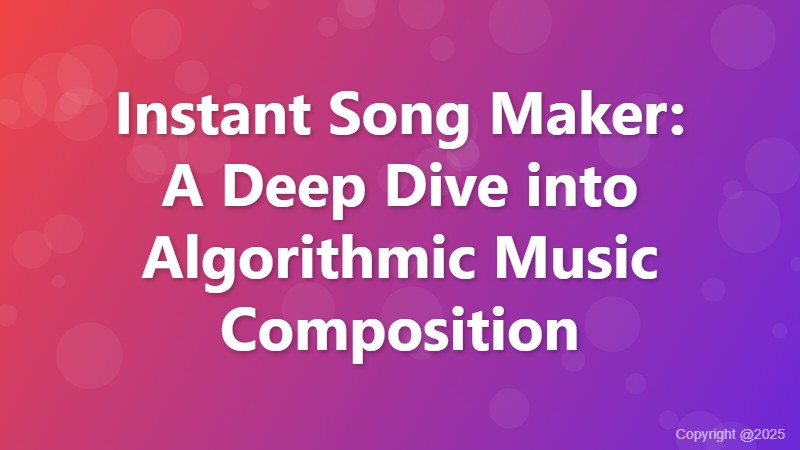 Instant Song Maker:
A Deep Dive into
Algorithmic Music
Composition
Copyright @2025